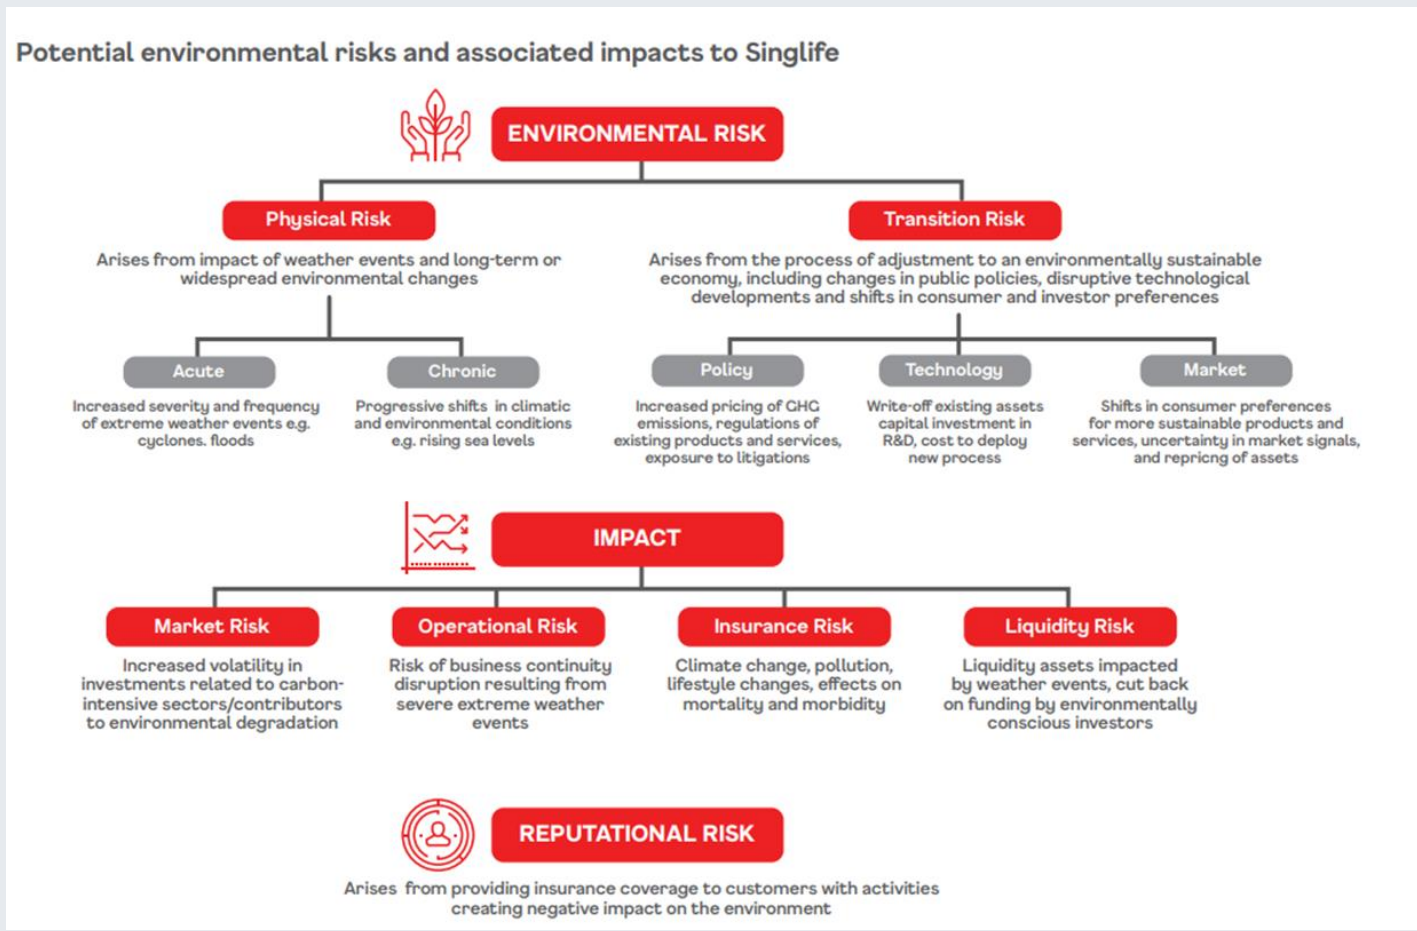 Potential environmental risks and associated impacts to Singlife
ENVIRONMENTAL RISK
Physical Risk
Arises from impact of weather events and long-term or
widespread environmental changes
Transition Risk
Arises from the process of adjustment to an environmentally sustainable
economy, including changes in public policies, disruptive technological
developments and shifts in consumer and investor preferences
Acute
Increased severity and frequency
of extreme weather events e.g.
cyclones. floods
Chronic
Progressive shifts in climatic
and environmental conditions
e.g. rising sea levels
Policy
Increased pricing of GHG
emissions, regulations of
existing products and services,
exposure to litigations
Technology
Write-off existing assets
capital investment in
R&D, cost to deploy
new process
Market
Shifts in consumer preferences
for more sustainable products and
services, uncertainty in market signals,
and repricng of assets
IMPACT
Market Risk
Increased volatility in
investments related to carbon-
intensive sectors/contributors
to environmental degradation
Operational Risk
Risk of business continuity
disruption resulting from
severe extreme weather
events
Insurance Risk
Climate change, pollution,
lifestyle changes, effects on
mortality and morbidity
Liquidity Risk
Liquidity assets impacted
by weather events, cut back
on funding by environmentally
conscious investors
REPUTATIONAL RISK
Arises from providing insurance coverage to customers with activities
creating negative impact on the environment